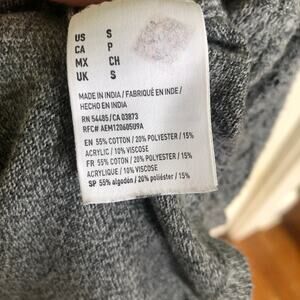 US S
CA P
MX CH
UK S
MADE IN INDIA / FABRIQUÉ EN INDE /
HECHO EN INDIA
RN 54485 / CA 03873
RFC# AEM120605U9A
EN 55% COTTON / 20% POLYESTER / 15%
ACRYLIC / 10% VISCOSE
FR 55% COTON / 20% POLYESTER / 15%
ACRYLIQUE / 10% VISCOSE
SP 55% algodón / 20% poliéster / 15%